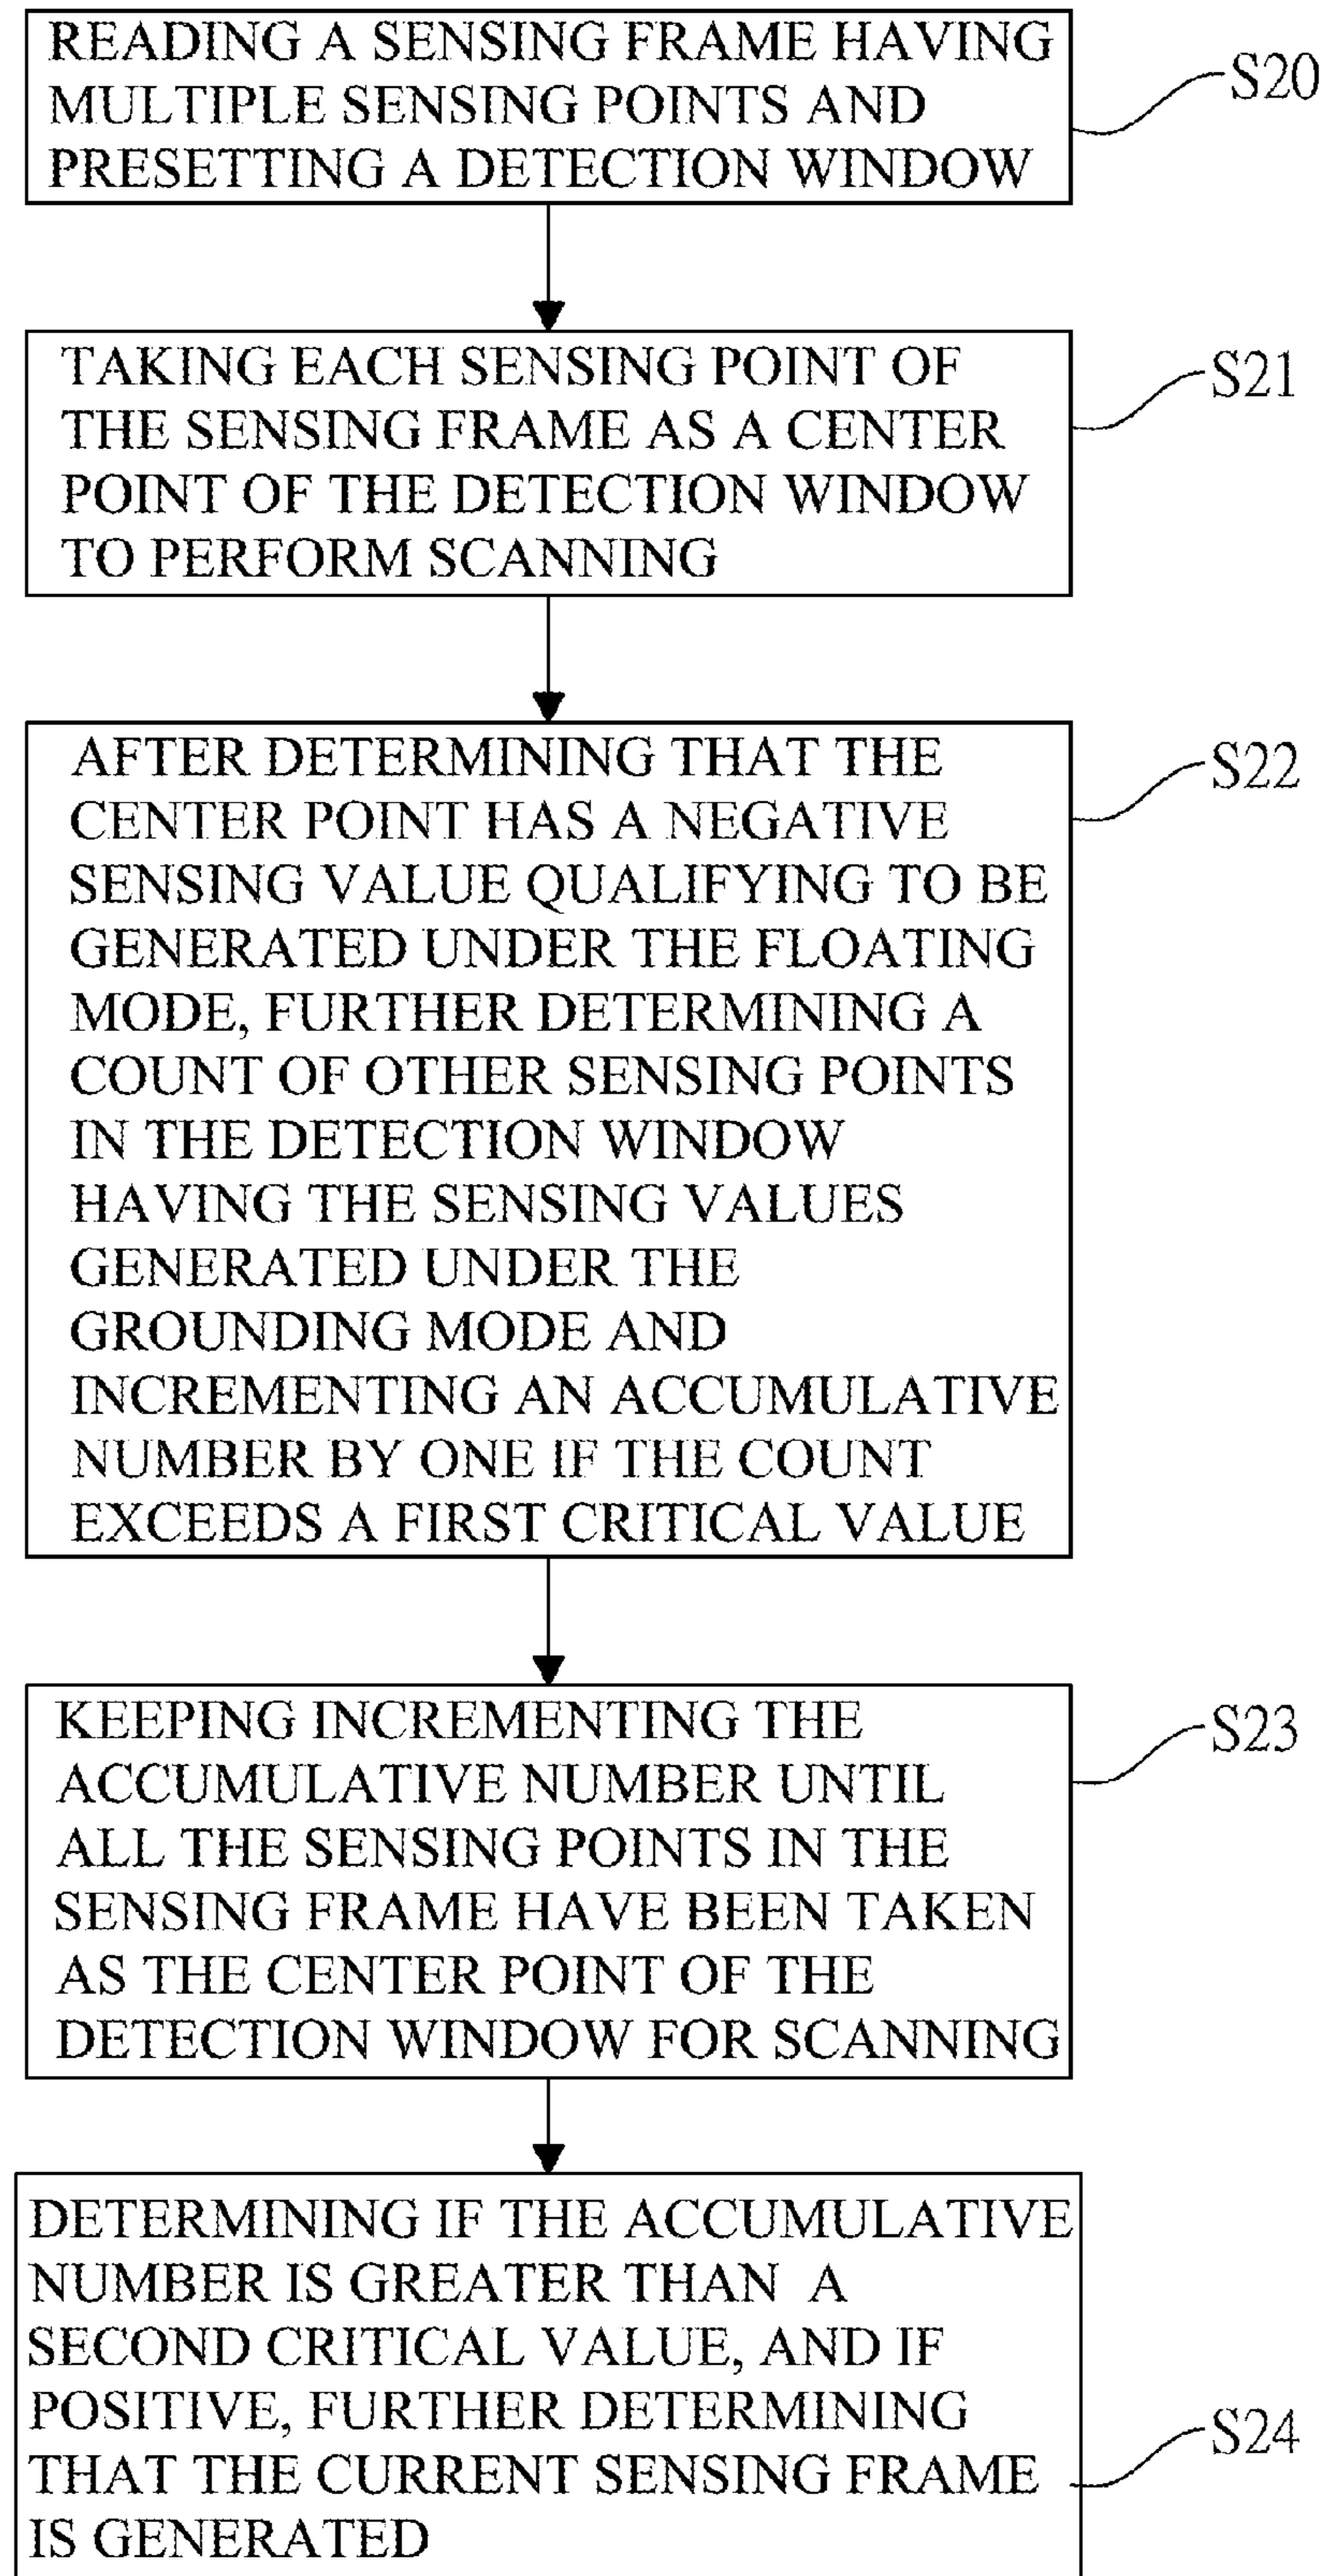 READING A SENSING FRAME HAVING
MULTIPLE SENSING POINTS AND
PRESETTING A DETECTION WINDOW
S20
TAKING EACH SENSING POINT OF
THE SENSING FRAME AS A CENTER
POINT OF THE DETECTION WINDOW
TO PERFORM SCANNING
S21
AFTER DETERMINING THAT THE
CENTER POINT HAS A NEGATIVE
SENSING VALUE QUALIFYING TO BE
GENERATED UNDER THE FLOATING
MODE, FURTHER DETERMINING A
COUNT OF OTHER SENSING POINTS
IN THE DETECTION WINDOW
HAVING THE SENSING VALUES
GENERATED UNDER THE
GROUNDING MODE AND
INCREMENTING AN ACCUMULATIVE
NUMBER BY ONE IF THE COUNT
EXCEEDS A FIRST CRITICAL VALUE
S22
KEEPING INCREMENTING THE
ACCUMULATIVE NUMBER UNTIL
ALL THE SENSING POINTS IN THE
SENSING FRAME HAVE BEEN TAKEN
AS THE CENTER POINT OF THE
DETECTION WINDOW FOR SCANNING
S23
DETERMINING IF THE ACCUMULATIVE
NUMBER IS GREATER THAN A
SECOND CRITICAL VALUE, AND IF
POSITIVE, FURTHER DETERMINING
THAT THE CURRENT SENSING FRAME
IS GENERATED
S24